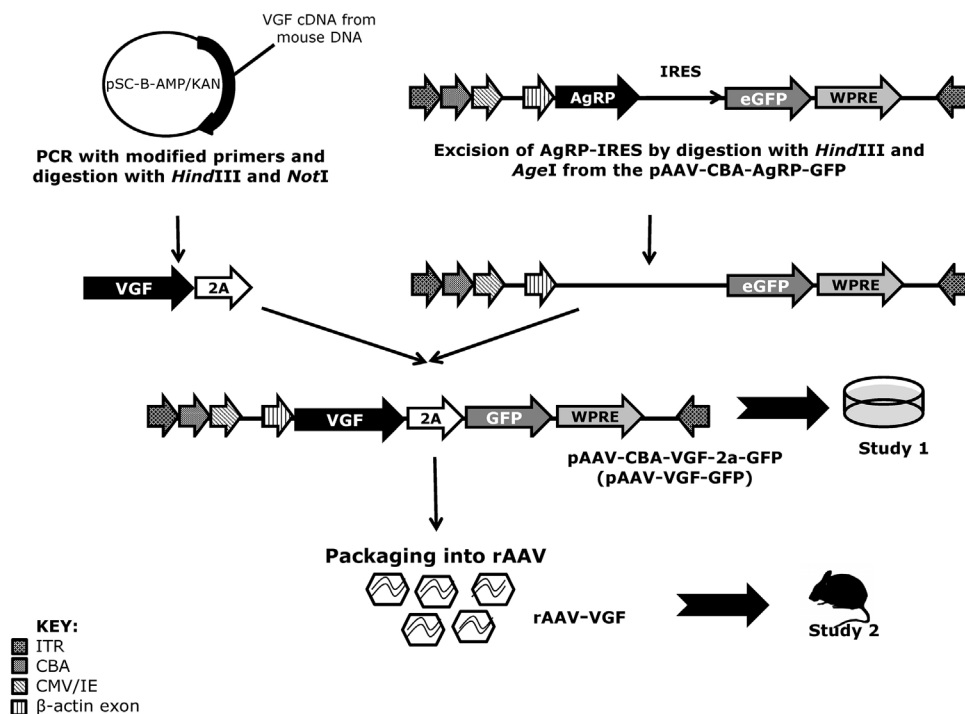 VGF cDNA from
mouse DNA
pSC-B-AMP/KAN
PCR with modified primers and
digestion with HindIII and NotI
IRES
AgRP
eGFP
WPRE
Excision of AgRP-IRES by digestion with HindIII and
AgeI from the pAAV-CBA-AgRP-GFP
VGF
2A
eGFP
WPRE
VGF
2A
GFP
WPRE
pAAV-CBA-VGF-2a-GFP
(pAAV-VGF-GFP)
Study 1
Packaging into rAAV
rAAV-VGF
Study 2
KEY:
ITR
CBA
CMV/IE
β-actin exon